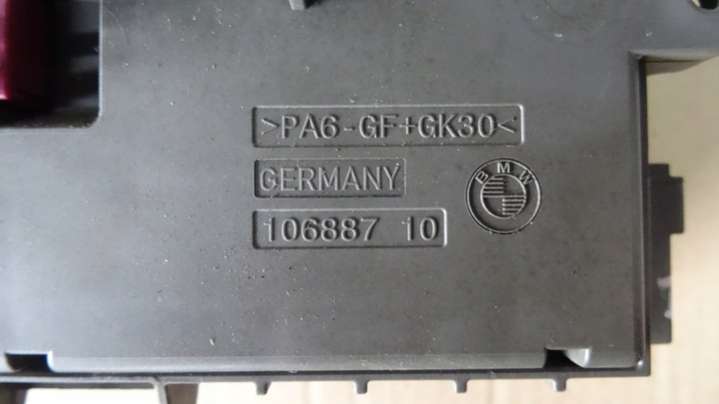 >PA6-GF+GK30<
GERMANY
BMW
106887 10